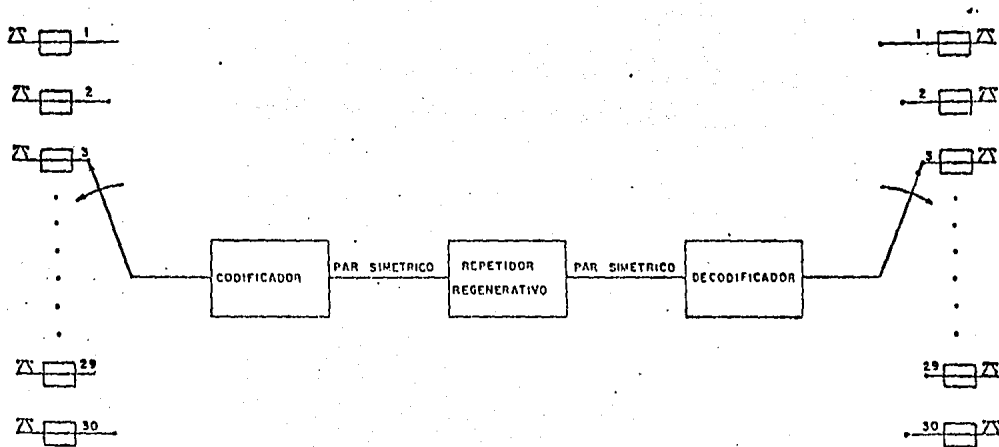 1
2
3
29
30
CODIFICADOR
PAR SIMETRICO
REPETIDOR
REGENERATIVO
PAR SIMETRICO
DECODIFICADOR
1
2
3
29
30